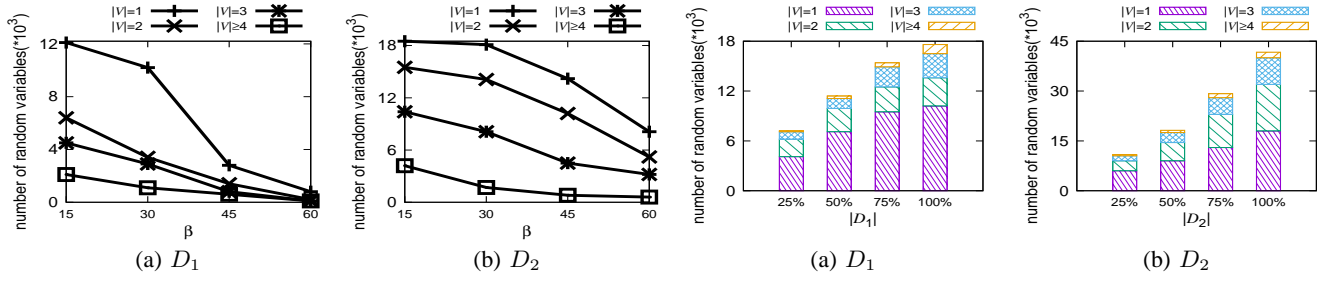 |V|=1 |V|=3
|V|=2 |V|≥4
number of random variables(*10³)
12
8
4
0
15 30 45 60
β
(a) D₁
|V|=1 |V|=3
|V|=2 |V|≥4
number of random variables(*10³)
18
12
6
0
15 30 45 60
β
(b) D₂
|V|=1 |V|=3
|V|=2 |V|≥4
number of random variables(*10³)
18
12
6
0
25% 50% 75% 100%
|D₁|
(a) D₁
|V|=1 |V|=3
|V|=2 |V|≥4
number of random variables(*10³)
45
30
15
0
25% 50% 75% 100%
|D₂|
(b) D₂